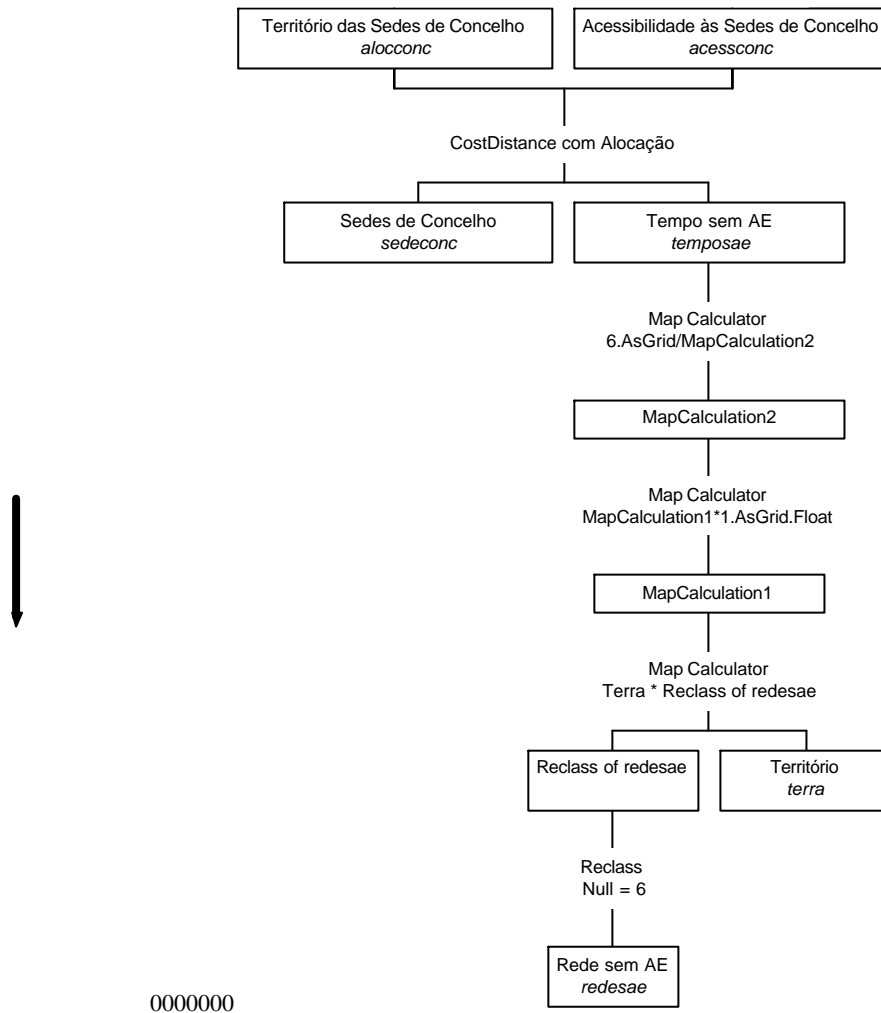 Território das Sedes de Concelho
alocconc
Acessibilidade às Sedes de Concelho
acessconc
CostDistance com Alocação
Sedes de Concelho
sedeconc
Tempo sem AE
temposae
Map Calculator
6.AsGrid/MapCalculation2
MapCalculation2
Map Calculator
MapCalculation1*1.AsGrid.Float
MapCalculation1
Map Calculator
Terra * Reclass of redesae
Reclass of redesae
Território
terra
Reclass
Null = 6
Rede sem AE
redesae
0000000